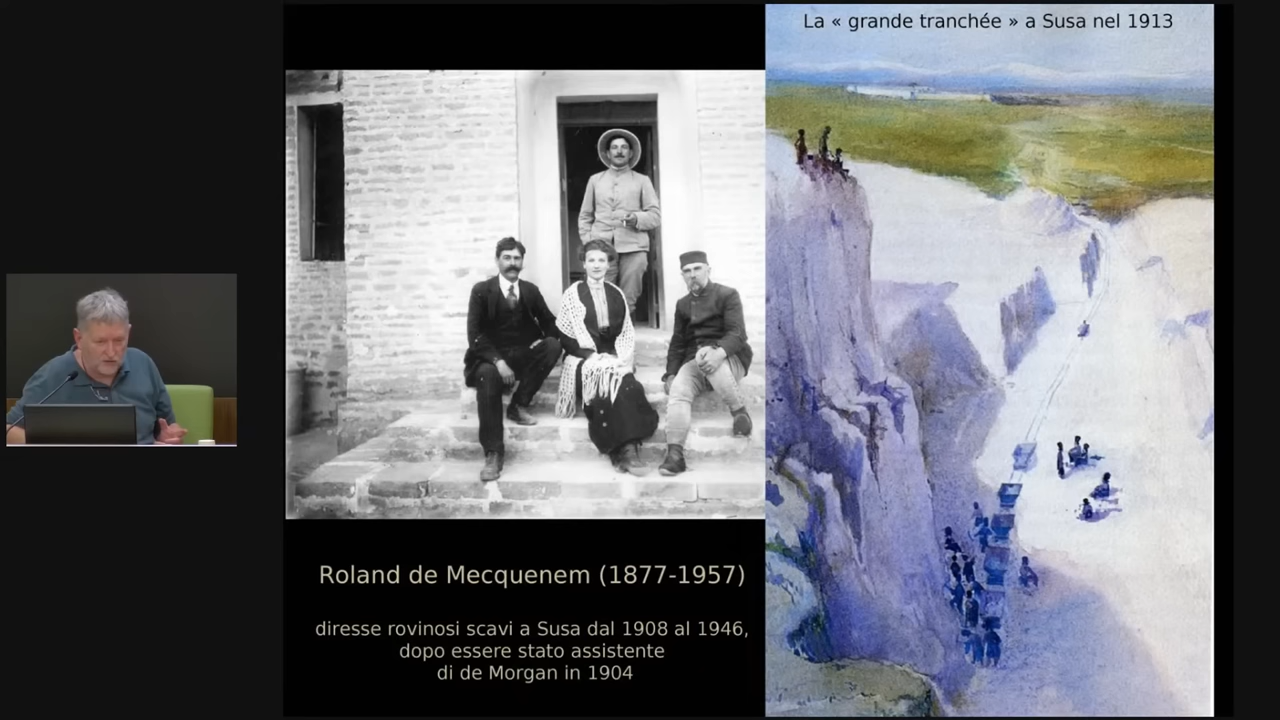 La « grande tranchée » a Susa nel 1913
Roland de Mecquenem (1877-1957)
diresse rovinosi scavi a Susa dal 1908 al 1946,
dopo essere stato assistente
di de Morgan in 1904